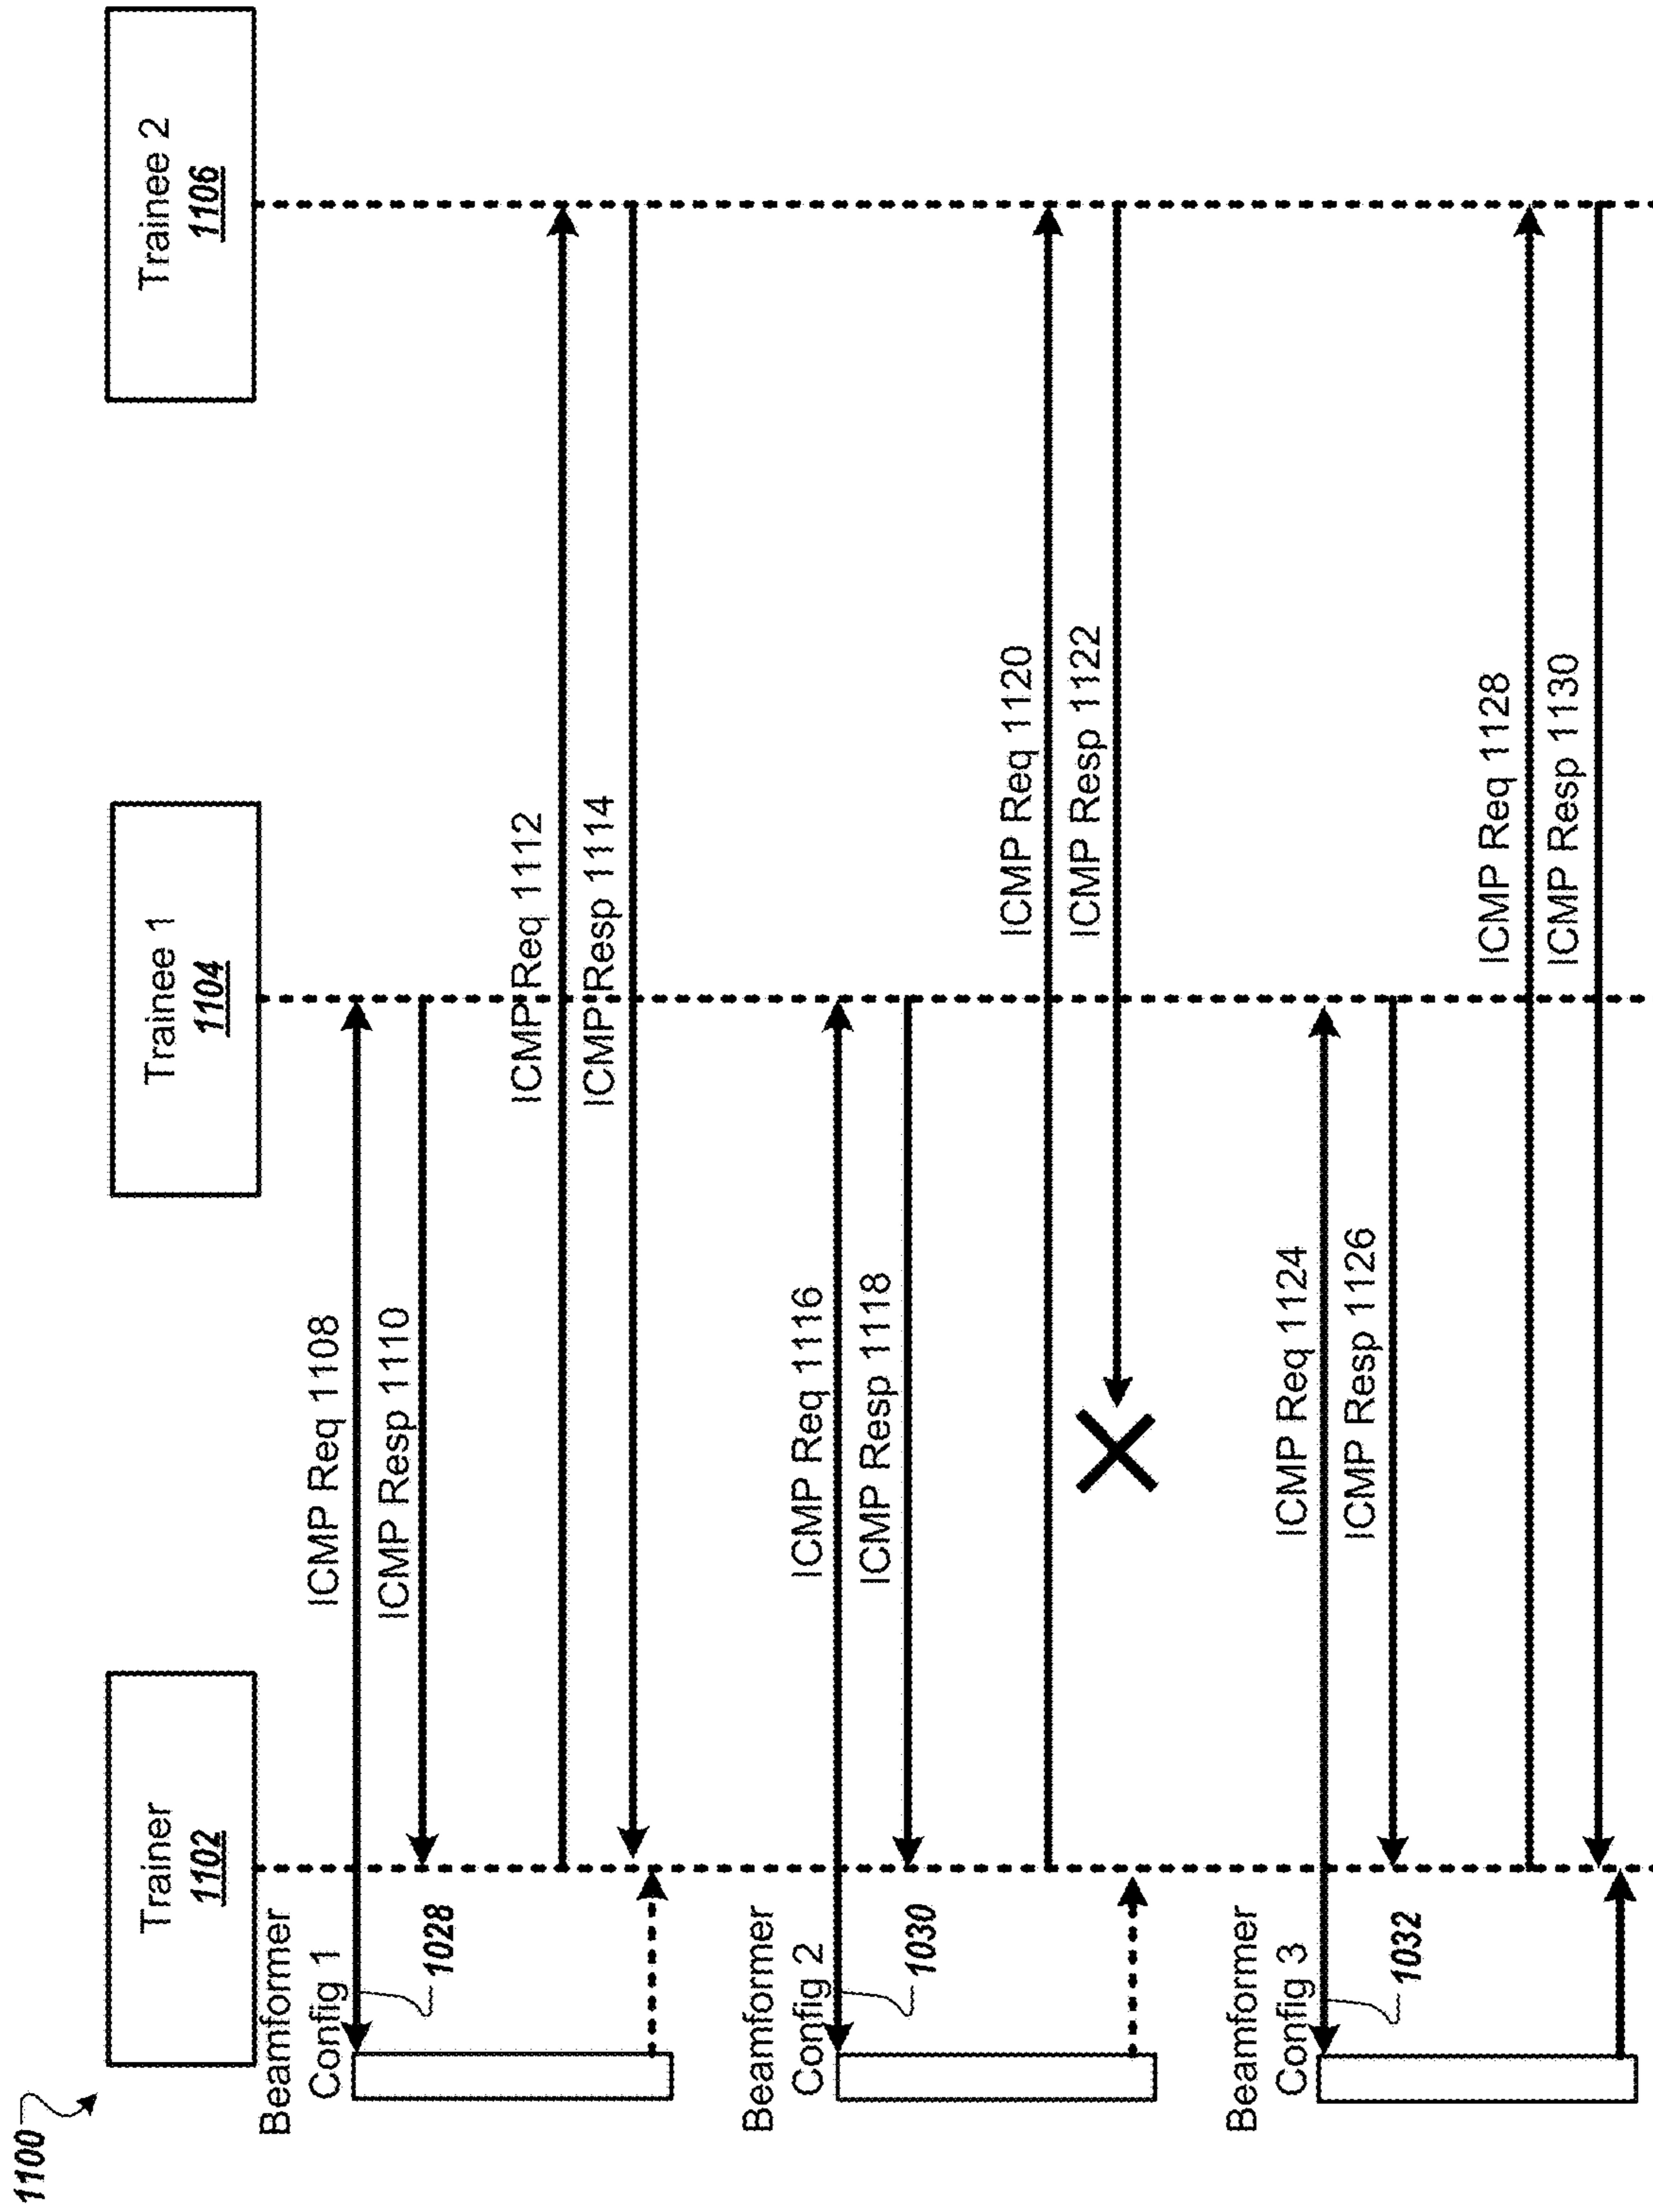 1100
Trainer
1102
Trainee 1
1104
Trainee 2
1106
Beamformer
Config 1
1028
ICMP Req 1108
ICMP Resp 1110
ICMP Req 1112
ICMP Resp 1114
Beamformer
Config 2
1030
ICMP Req 1116
ICMP Resp 1118
ICMP Req 1120
ICMP Resp 1122
Beamformer
Config 3
1032
ICMP Req 1124
ICMP Resp 1126
ICMP Req 1128
ICMP Resp 1130